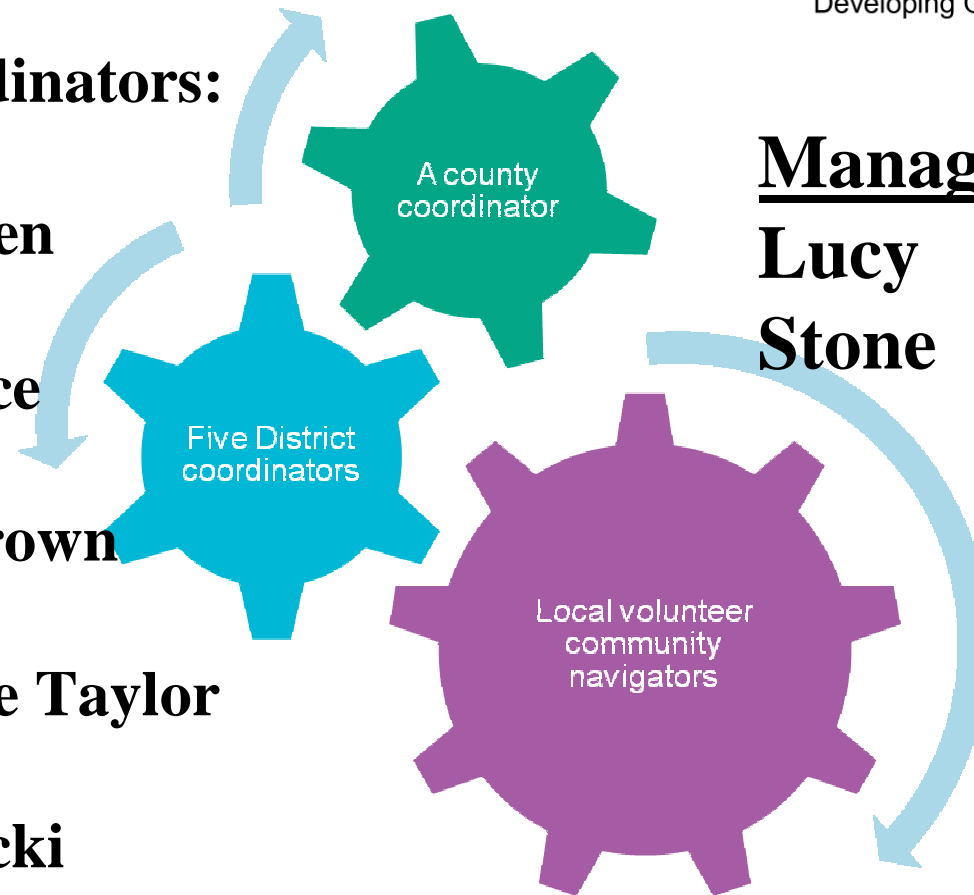 Developing
dinators:
en
ce
rown
e Taylor
cki
A county
coordinator
Five District
coordinators
Local volunteer
community
navigators
Manag
Lucy
Stone